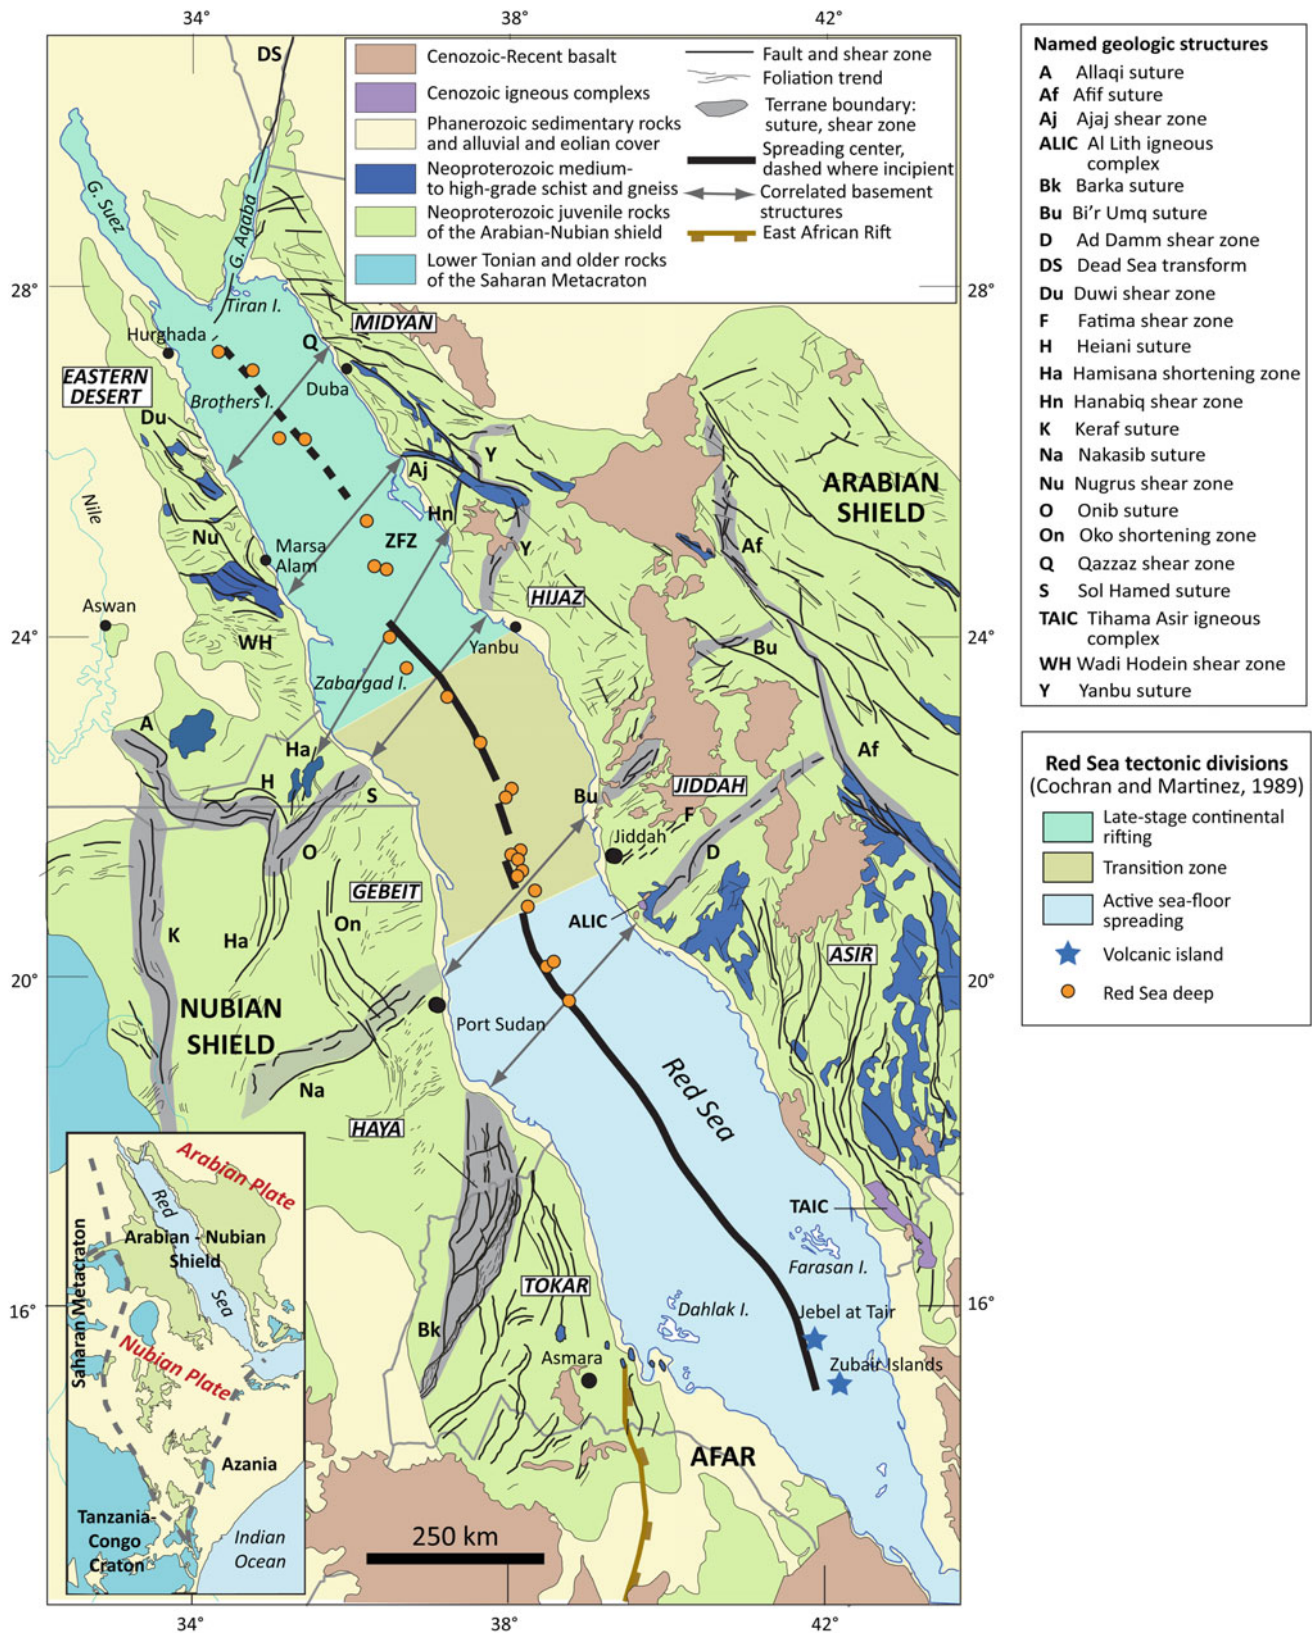 34°
38°
42°
DS
Cenozoic-Recent basalt
Cenozoic igneous complexs
Phanerozoic sedimentary rocks
and alluvial and eolian cover
Neoproterozoic medium-
to high-grade schist and gneiss
Neoproterozoic juvenile rocks
of the Arabian-Nubian shield
Lower Tonian and older rocks
of the Saharan Metacraton
Fault and shear zone
Foliation trend
Terrane boundary:
suture, shear zone
Spreading center,
dashed where incipient
Correlated basement
structures
East African Rift
Named geologic structures
A Allaqi suture
Af Afif suture
Aj Ajaj shear zone
ALIC Al Lith igneous
complex
Bk Barka suture
Bu Bi'r Umq suture
D Ad Damm shear zone
DS Dead Sea transform
Du Duwi shear zone
F Fatima shear zone
H Heiani suture
Ha Hamisana shortening zone
Hn Hanabiq shear zone
K Keraf suture
Na Nakasib suture
Nu Nugrus shear zone
O Onib suture
On Oko shortening zone
Q Qazzaz shear zone
S Sol Hamed suture
TAIC Tihama Asir igneous
complex
WH Wadi Hodein shear zone
Y Yanbu suture
Red Sea tectonic divisions
(Cochran and Martinez, 1989)
Late-stage continental
rifting
Transition zone
Active sea-floor
spreading
Volcanic island
Red Sea deep
G. Suez
G. Aqaba
28°
28°
Tiran I.
MIDYAN
Hurghada
Q
EASTERN
DESERT
Duba
Brothers I.
Du
Aj
Y
ARABIAN
SHIELD
Nile
Hn
Nu
ZFZ
Marsa
Alam
Y
Af
HIJAZ
Aswan
24°
24°
WH
Yanbu
Bu
Zabargad I.
A
Ha
Af
H
S
Bu
JIDDAH
F
Jiddah
O
D
GEBEIT
ALIC
On
K
Ha
ASIR
20°
20°
NUBIAN
SHIELD
Port Sudan
Red Sea
Na
HAYA
TAIC
Farasan I.
TOKAR
16°
16°
Dahlak I.
Jebel at Tair
Bk
Asmara
Zubair Islands
AFAR
250 km
Arabian Plate
Red
Sea
Arabian - Nubian
Shield
Saharan Metacraton
Nubian Plate
Azania
Tanzania-
Congo
Craton
Indian
Ocean
34°
38°
42°